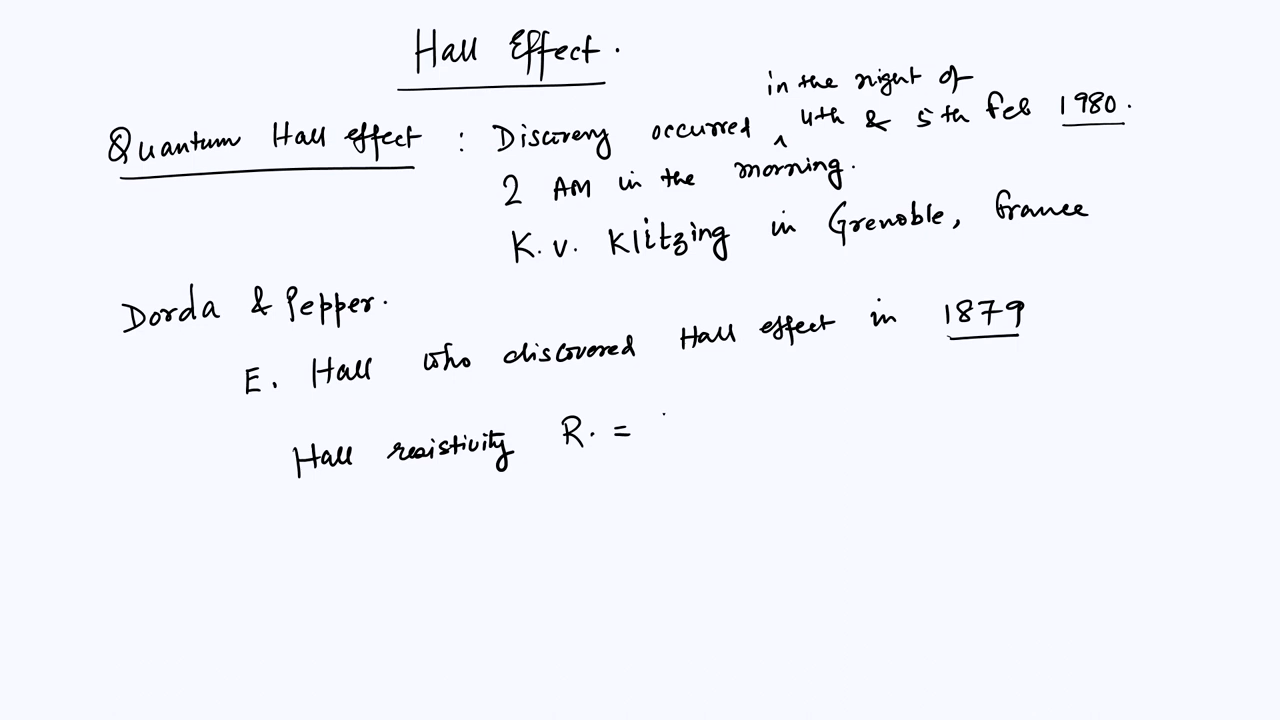 Hall Effect.
Quantum Hall effect : Discovery occurred in the night of 4th & 5th Feb 1980.
2 AM in the morning.
K. v. Klitzing in Grenoble, France
Dorda & Pepper.
E. Hall who discovered Hall effect in 1879
Hall resistivity R. =